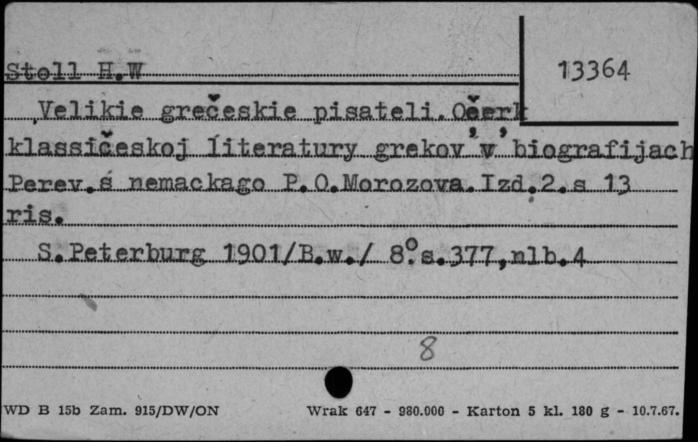 Stoll H.W
13364
Velikie grečeskie pisateli. Očerk
klassičeskoj literatury grekov, v, biografijach
Perev.s nemackago P.O.Morozova.Izd.2.s 13
ris.
S.Peterburg 1901/B.w./ 8°.s.377,nlb.4
8
WD B 15b Zam. 915/DW/ON Wrak 647 - 980.000 - Karton 5 kl. 180 g - 10.7.67.